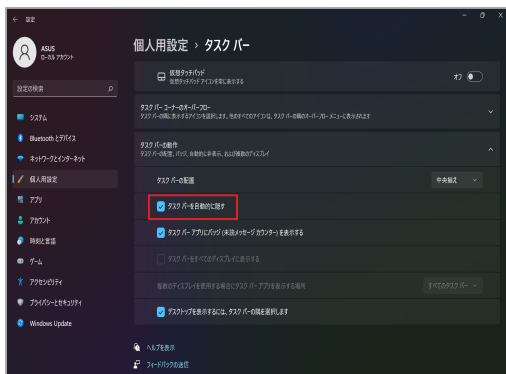 ← 設定
ASUS
ローカル アカウント
設定の検索
システム
Bluetooth とデバイス
ネットワークとインターネット
個人用設定
アプリ
アカウント
時刻と言語
ゲーム
アクセシビリティ
プライバシーとセキュリティ
Windows Update
個人用設定 › タスク バー
仮想タッチパッド
仮想タッチパッド アイコンを常に表示する
オフ
タスク バー コーナーのオーバーフロー
タスク バーの隅に表示するアイコンを選択します。他のすべてのアイコンは、タスク バーの隅のオーバーフロー メニューに表示されます
タスク バーの動作
タスク バーの配置、バッジ、自動的に非表示、および複数のディスプレイ
タスク バーの配置
中央揃え
タスク バーを自動的に隠す
タスク バー アプリにバッジ (未読メッセージ カウンター) を表示する
タスク バーをすべてのディスプレイに表示する
複数のディスプレイを使用する場合にタスク バー アプリを表示する場所
すべてのタスク バー
デスクトップを表示するには、タスク バーの隅を選択します
ヘルプを表示
フィードバックの送信